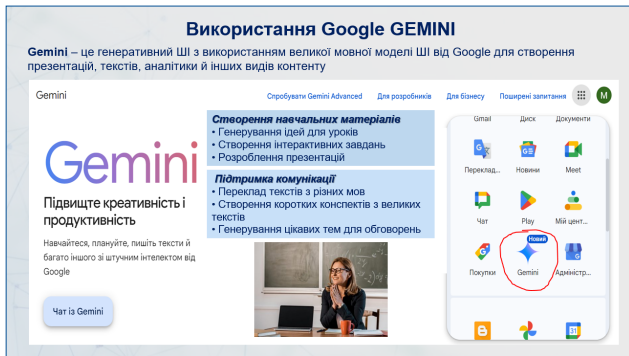 Використання Google GEMINI
Gemini – це генеративний ШІ з використанням великої мовної моделі ШІ від Google для створення
презентацій, текстів, аналітики й інших видів контенту
Gemini
Спробувати Gemini Advanced Для розробників Для бізнесу Поширені запитання M
Gemini
Підвищте креативність і
продуктивність
Навчайтеся, плануйте, пишіть тексти й
багато іншого зі штучним інтелектом від
Google
Чат із Gemini
Створення навчальних матеріалів
• Генерування ідей для уроків
• Створення інтерактивних завдань
• Розроблення презентацій
Підтримка комунікації
• Переклад текстів з різних мов
• Створення коротких конспектів з великих
текстів
• Генерування цікавих тем для обговорень
Gmail Диск Документи
Переклад... Новини Meet
Чат Play Мій цент...
Новий
Покупки Gemini Адміністр...
31